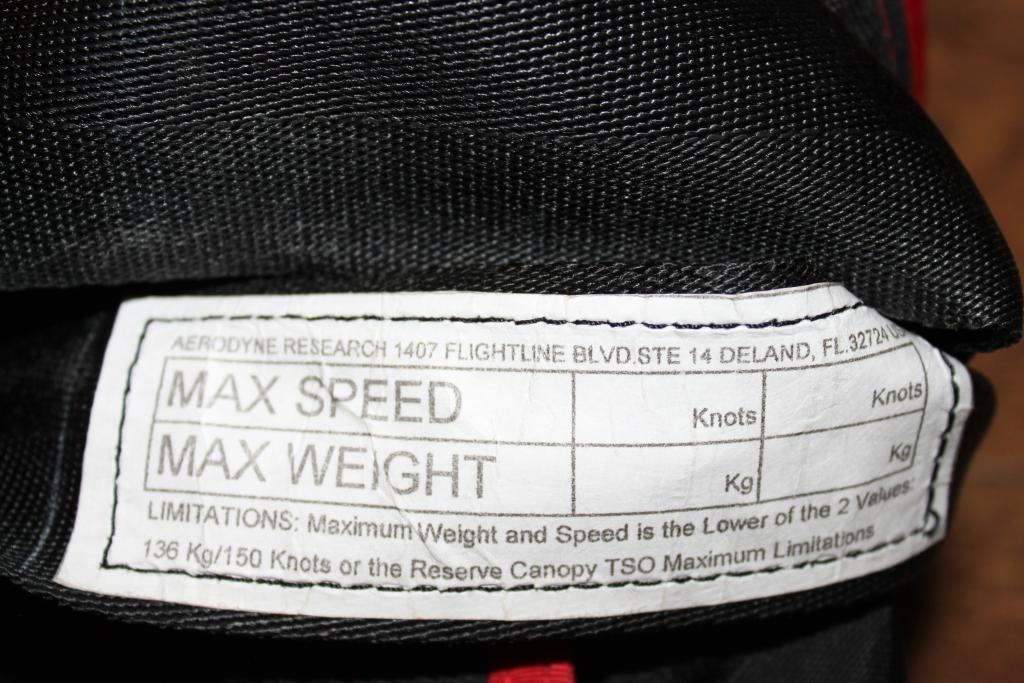 AERODYNE RESEARCH 1407 FLIGHTLINE BLVD.STE 14 DELAND, FL.32724
MAX SPEED Knots Knots
MAX WEIGHT Kg Kg
LIMITATIONS: Maximum Weight and Speed is the Lower of the 2 Values:
136 Kg/150 Knots or the Reserve Canopy TSO Maximum Limitations